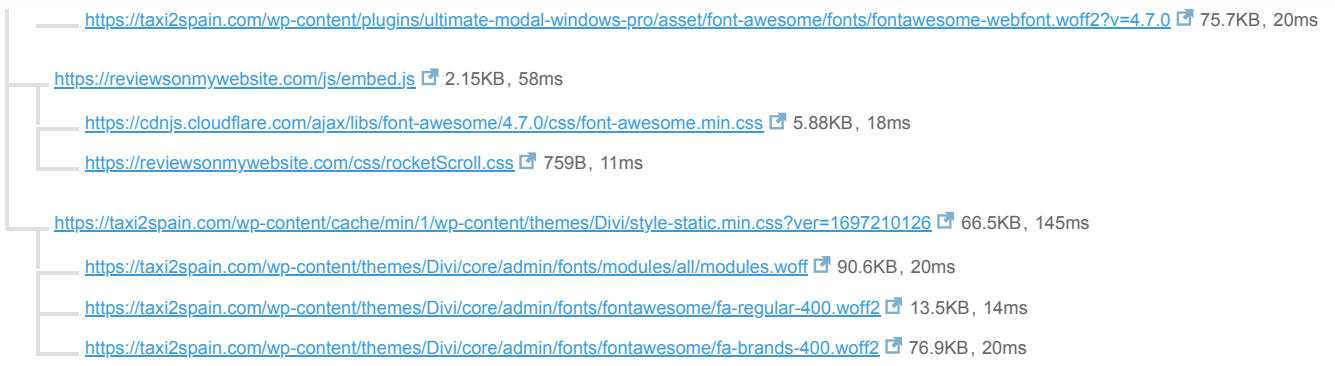 https://taxi2spain.com/wp-content/plugins/ultimate-modal-windows-pro/asset/font-awesome/fonts/fontawesome-webfont.woff2?v=4.7.0 75.7KB, 20ms
https://reviewsonmywebsite.com/js/embed.js 2.15KB, 58ms
https://cdnjs.cloudflare.com/ajax/libs/font-awesome/4.7.0/css/font-awesome.min.css 5.88KB, 18ms
https://reviewsonmywebsite.com/css/rocketScroll.css 759B, 11ms
https://taxi2spain.com/wp-content/cache/min/1/wp-content/themes/Divi/style-static.min.css?ver=1697210126 66.5KB, 145ms
https://taxi2spain.com/wp-content/themes/Divi/core/admin/fonts/modules/all/modules.woff 90.6KB, 20ms
https://taxi2spain.com/wp-content/themes/Divi/core/admin/fonts/fontawesome/fa-regular-400.woff2 13.5KB, 14ms
https://taxi2spain.com/wp-content/themes/Divi/core/admin/fonts/fontawesome/fa-brands-400.woff2 76.9KB, 20ms